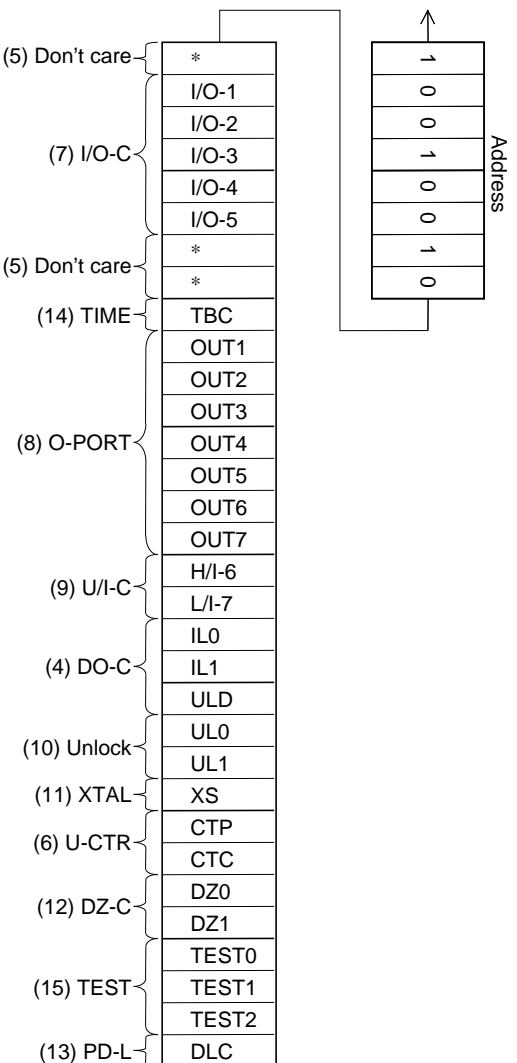 (5) Don't care
*
(7) I/O-C
I/O-1
I/O-2
I/O-3
I/O-4
I/O-5
(5) Don't care
*
*
(14) TIME
TBC
(8) O-PORT
OUT1
OUT2
OUT3
OUT4
OUT5
OUT6
OUT7
(9) U/I-C
H/I-6
L/I-7
(4) DO-C
IL0
IL1
ULD
(10) Unlock
UL0
UL1
(11) XTAL
XS
(6) U-CTR
CTP
CTC
(12) DZ-C
DZ0
DZ1
(15) TEST
TEST0
TEST1
TEST2
(13) PD-L
DLC
1
0
0
1
0
0
1
0
Address